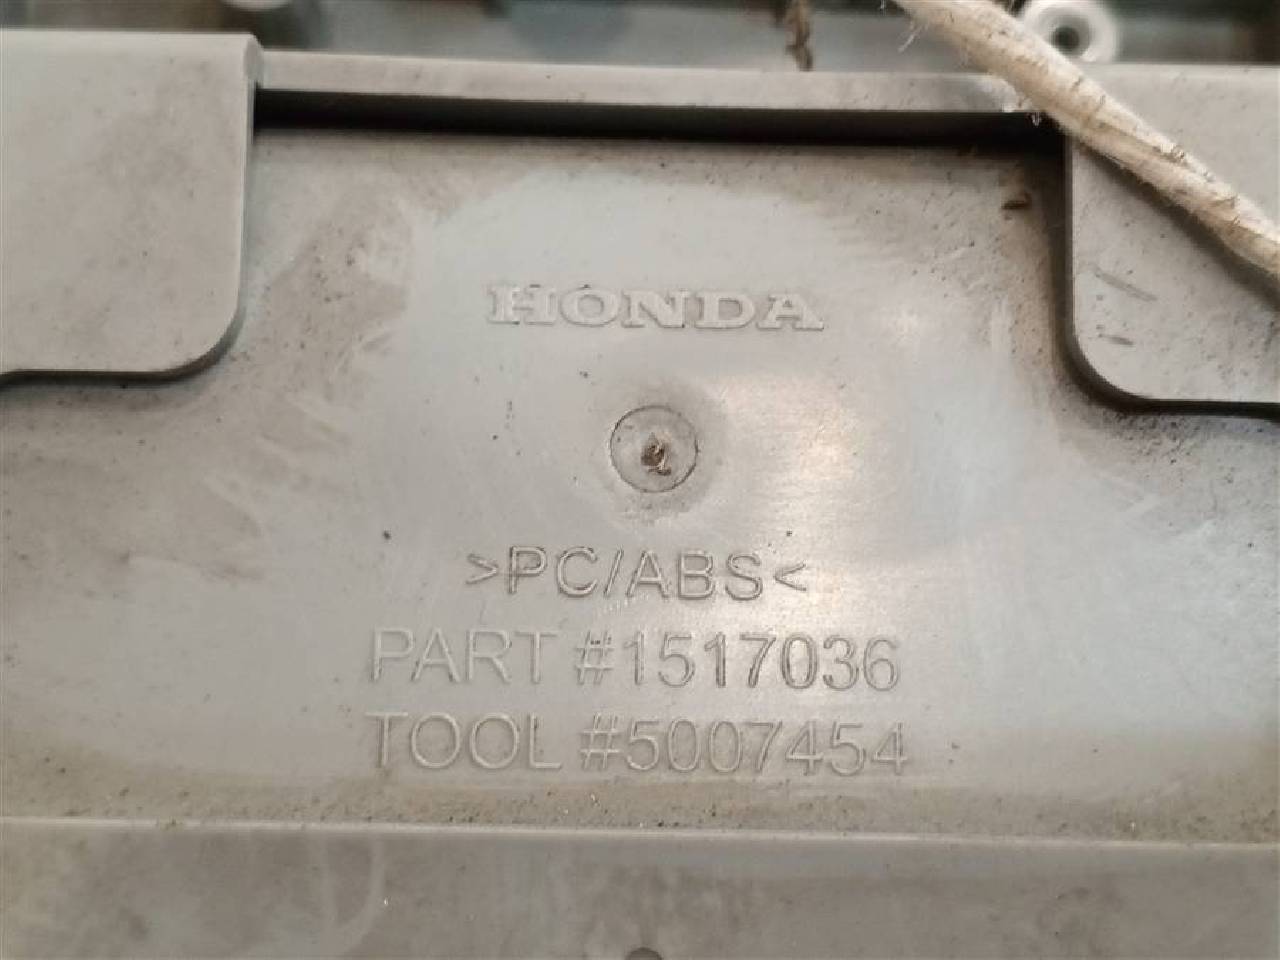 HONDA
>PC/ABS<
PART #1517036
TOOL #5007454